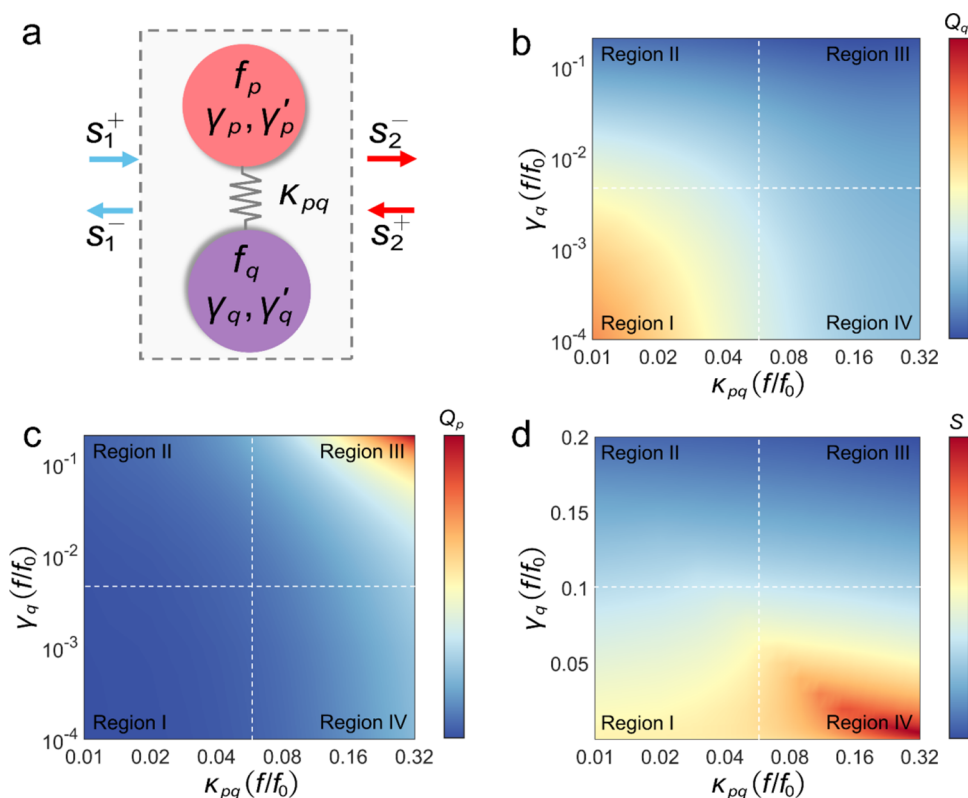 a
f_p
γ_p, γ′_p
κ_pq
f_q
γ_q, γ′_q
s_1^+
s_1^-
s_2^-
s_2^+
b
Q_q
Region II
Region III
Region I
Region IV
10^-1
10^-2
10^-3
10^-4
γ_q (f/f_0)
0.01 0.02 0.04 0.08 0.16 0.32
κ_pq (f/f_0)
c
Q_p
Region II
Region III
Region I
Region IV
10^-1
10^-2
10^-3
10^-4
γ_q (f/f_0)
0.01 0.02 0.04 0.08 0.16 0.32
κ_pq (f/f_0)
d
S
Region II
Region III
Region I
Region IV
0.2
0.15
0.1
0.05
γ_q (f/f_0)
0.01 0.02 0.04 0.08 0.16 0.32
κ_pq (f/f_0)